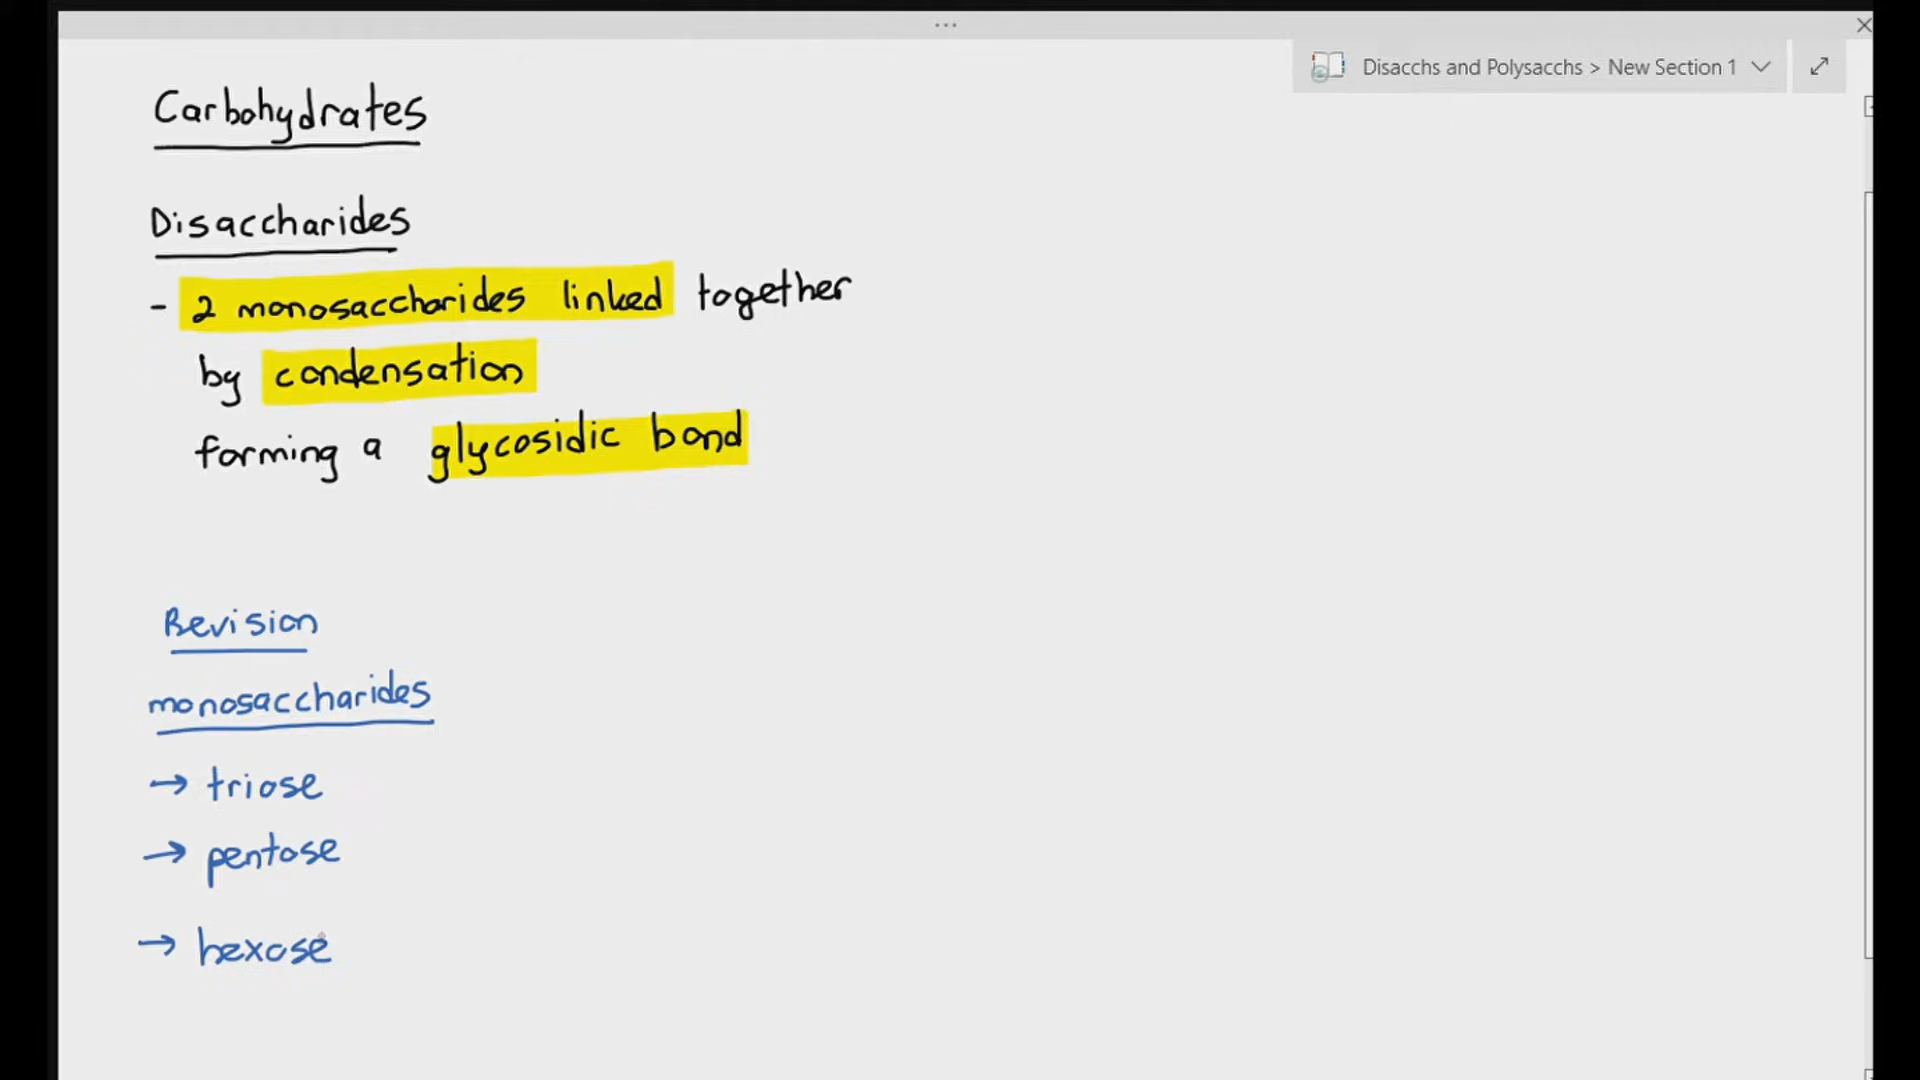 Disacchs and Polysacchs > New Section 1
Carbohydrates
Disaccharides
- 2 monosaccharides linked together
by condensation
forming a glycosidic bond
Revision
monosaccharides
→ triose
→ pentose
→ hexose